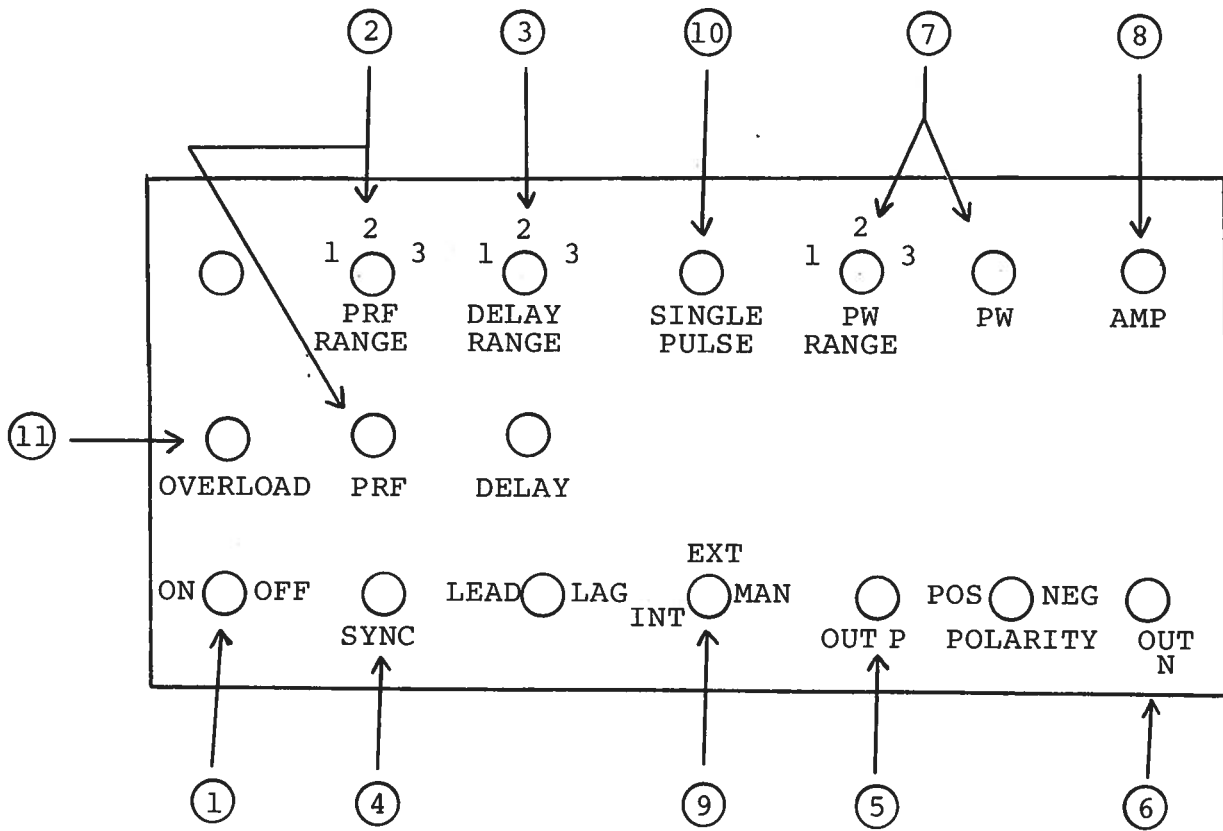 2 3 10 7 8
2 2 2
1 3 1 3 1 3
PRF DELAY SINGLE PW PW AMP
RANGE RANGE PULSE RANGE
11
OVERLOAD PRF DELAY
EXT
ON OFF LEAD LAG INT MAN POS NEG
SYNC OUT P POLARITY OUT
N
1 4 9 5 6